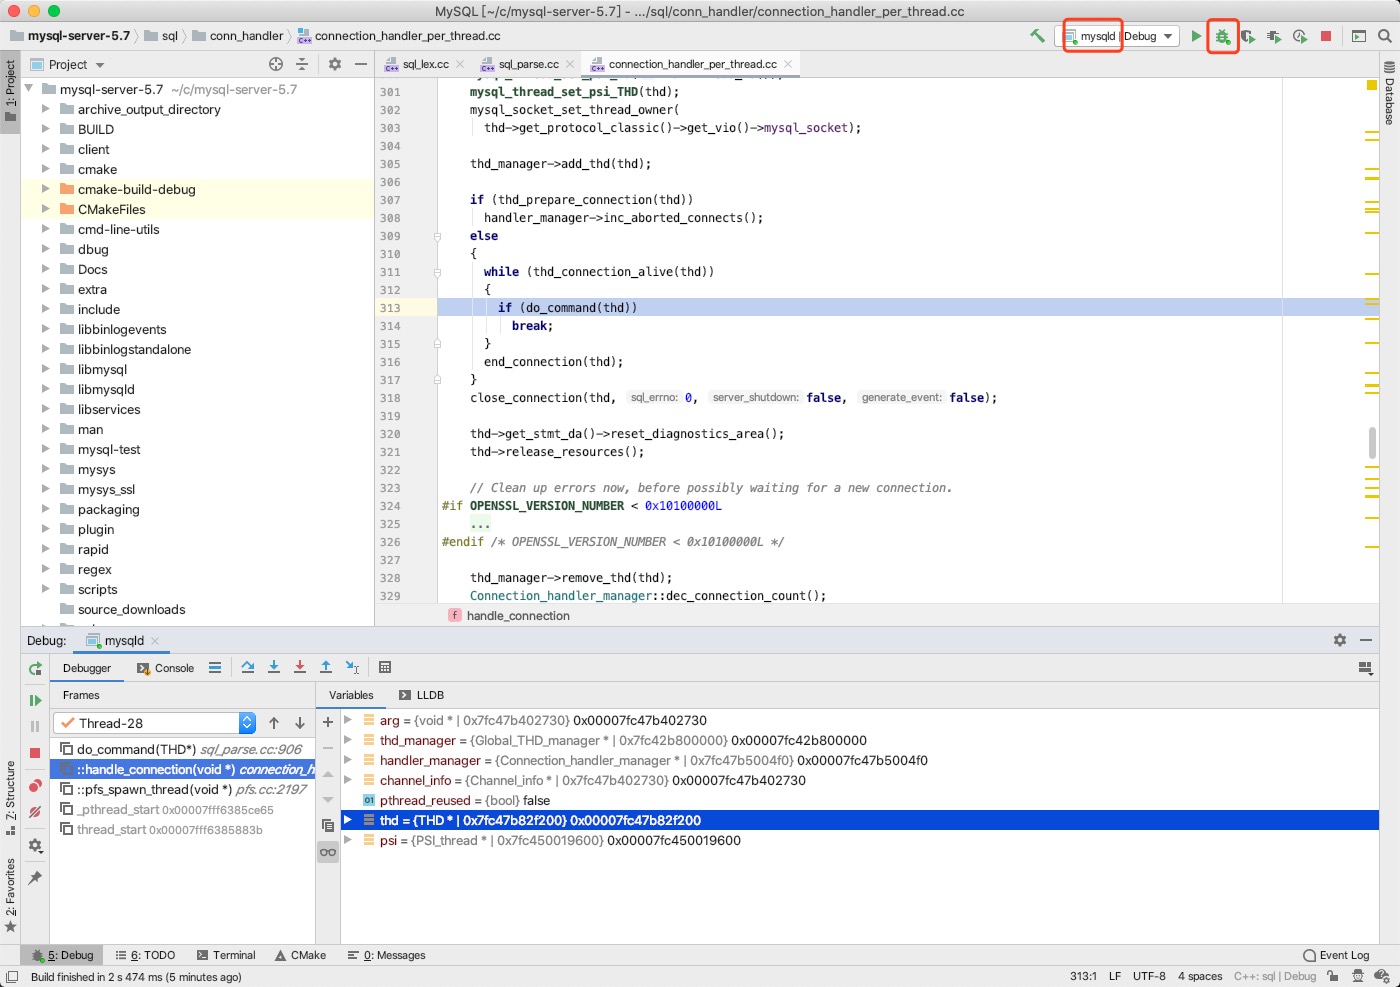 MySQL [~/c/mysql-server-5.7] - .../sql/conn_handler/connection_handler_per_thread.cc
mysql-server-5.7 sql conn_handler connection_handler_per_thread.cc
mysqld | Debug
Project
sql_lex.cc sql_parse.cc connection_handler_per_thread.cc
1: Project
Database
mysql-server-5.7 ~/c/mysql-server-5.7
archive_output_directory
BUILD
client
cmake
cmake-build-debug
CMakeFiles
cmd-line-utils
dbug
Docs
extra
include
libbinlogevents
libbinlogstandalone
libmysql
libmysqld
libservices
man
mysql-test
mysys
mysys_ssl
packaging
plugin
rapid
regex
scripts
source_downloads
301 mysql_thread_set_psi_THD(thd);
302 mysql_socket_set_thread_owner(
303 thd->get_protocol_classic()->get_vio()->mysql_socket);
304
305 thd_manager->add_thd(thd);
306
307 if (thd_prepare_connection(thd))
308 handler_manager->inc_aborted_connects();
309 else
310 {
311 while (thd_connection_alive(thd))
312 {
313 if (do_command(thd))
314 break;
315 }
316 end_connection(thd);
317 }
318 close_connection(thd, sql_errno: 0, server_shutdown: false, generate_event: false);
319
320 thd->get_stmt_da()->reset_diagnostics_area();
321 thd->release_resources();
322
323 // Clean up errors now, before possibly waiting for a new connection.
324 #if OPENSSL_VERSION_NUMBER < 0x10100000L
325 ...
326 #endif /* OPENSSL_VERSION_NUMBER < 0x10100000L */
327
328 thd_manager->remove_thd(thd);
329 Connection_handler_manager::dec_connection_count();
f handle_connection
Debug: mysqld
Debugger Console
Frames
Thread-28
do_command(THD*) sql_parse.cc:906
::handle_connection(void *) connection_h
::pfs_spawn_thread(void *) pfs.cc:2197
_pthread_start 0x00007fff6385ce65
thread_start 0x00007fff6385883b
Variables LLDB
arg = {void * | 0x7fc47b402730} 0x00007fc47b402730
thd_manager = {Global_THD_manager * | 0x7fc42b800000} 0x00007fc42b800000
handler_manager = {Connection_handler_manager * | 0x7fc47b5004f0} 0x00007fc47b5004f0
channel_info = {Channel_info * | 0x7fc47b402730} 0x00007fc47b402730
01 pthread_reused = {bool} false
thd = {THD * | 0x7fc47b82f200} 0x00007fc47b82f200
psi = {PSI_thread * | 0x7fc450019600} 0x00007fc450019600
Z: Structure
2: Favorites
5: Debug 6: TODO Terminal CMake 0: Messages Event Log
Build finished in 2 s 474 ms (5 minutes ago) 313:1 LF UTF-8 4 spaces C++: sql | Debug